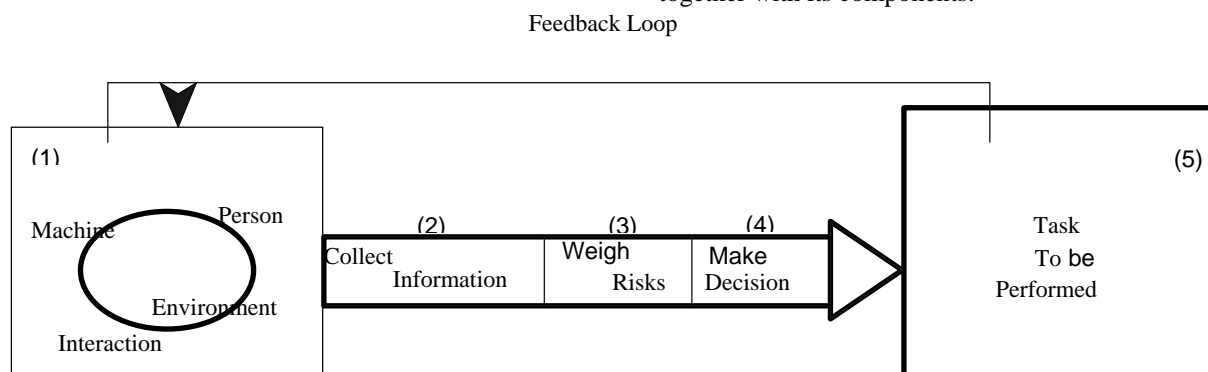 together with its components.
Feedback Loop
(1)
(5)
Person
Machine
(2)
(3)
(4)
Task
Collect
Weigh
Make
To be
Information
Risks
Decision
Performed
Environment
Interaction